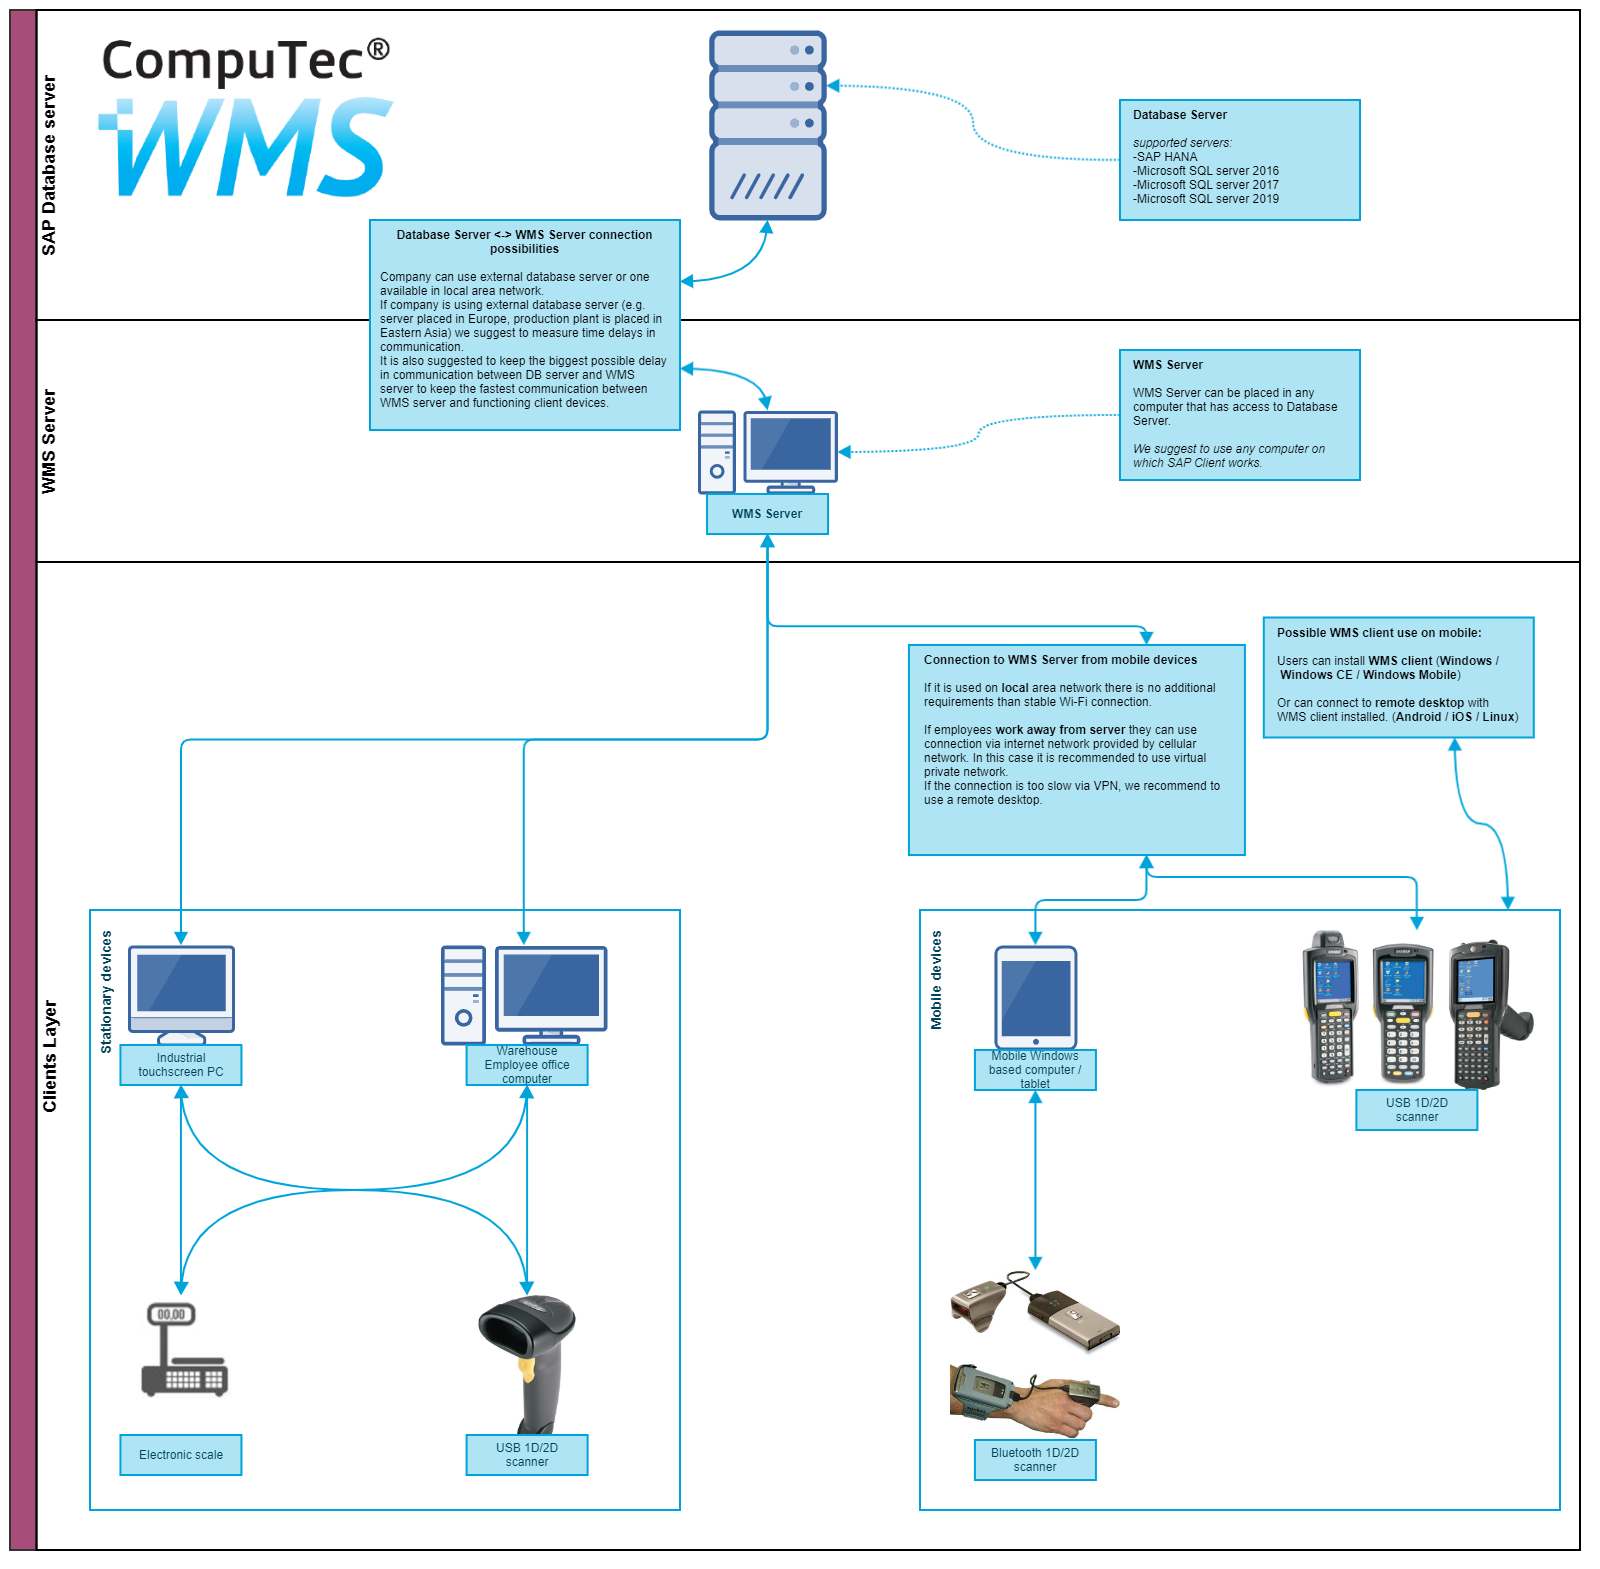 CompuTec®
WMS
SAP Database server
Database Server
supported servers:
-SAP HANA
-Microsoft SQL server 2016
-Microsoft SQL server 2017
-Microsoft SQL server 2019
Database Server <-> WMS Server connection
possibilities
Company can use external database server or one
available in local area network.
If company is using external database server (e.g.
server placed in Europe, production plant is placed in
Eastern Asia) we suggest to measure time delays in
communication.
It is also suggested to keep the biggest possible delay
in communication between DB server and WMS
server to keep the fastest communication between
WMS server and functioning client devices.
WMS Server
WMS Server
WMS Server can be placed in any
computer that has access to Database
Server.
We suggest to use any computer on
which SAP Client works.
WMS Server
Clients Layer
Connection to WMS Server from mobile devices
If it is used on local area network there is no additional
requirements than stable Wi-Fi connection.
If employees work away from server they can use
connection via internet network provided by cellular
network. In this case it is recommended to use virtual
private network.
If the connection is too slow via VPN, we recommend to
use a remote desktop.
Possible WMS client use on mobile:
Users can install WMS client (Windows /
Windows CE / Windows Mobile)
Or can connect to remote desktop with
WMS client installed. (Android / iOS / Linux)
Stationary devices
Industrial
touchscreen PC
Warehouse
Employee office
computer
00,00
Electronic scale
USB 1D/2D
scanner
Mobile devices
Mobile Windows
based computer /
tablet
USB 1D/2D
scanner
Bluetooth 1D/2D
scanner